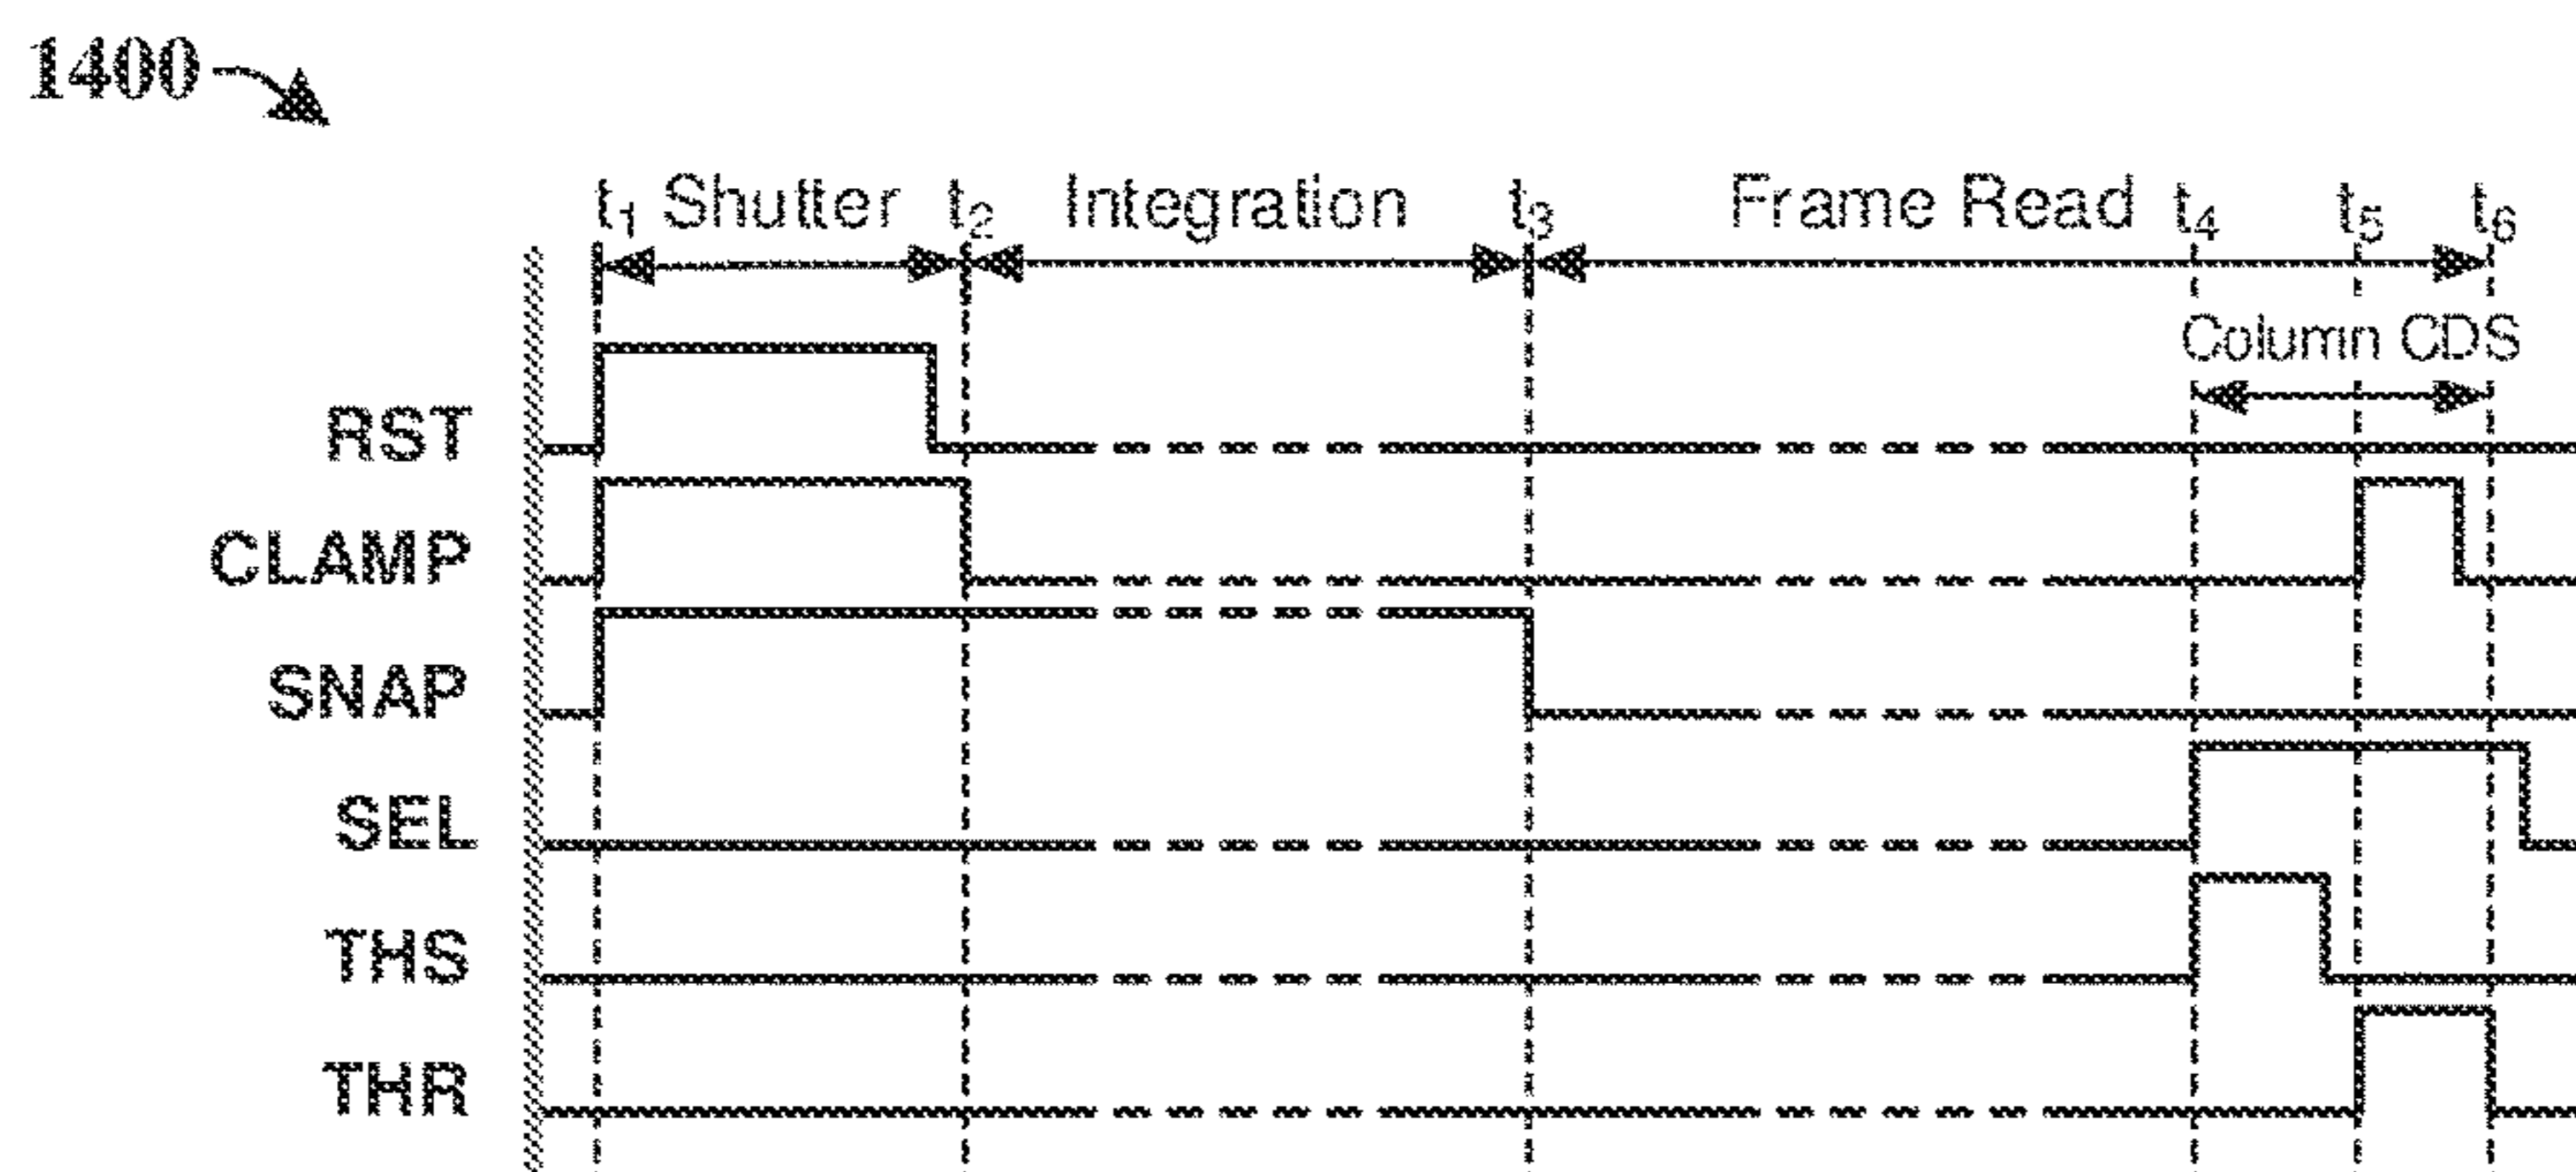 1400
t1 Shutter t2 Integration t3 Frame Read t4 t5 t6
Column CDS
RST
CLAMP
SNAP
SEL
THS
THR